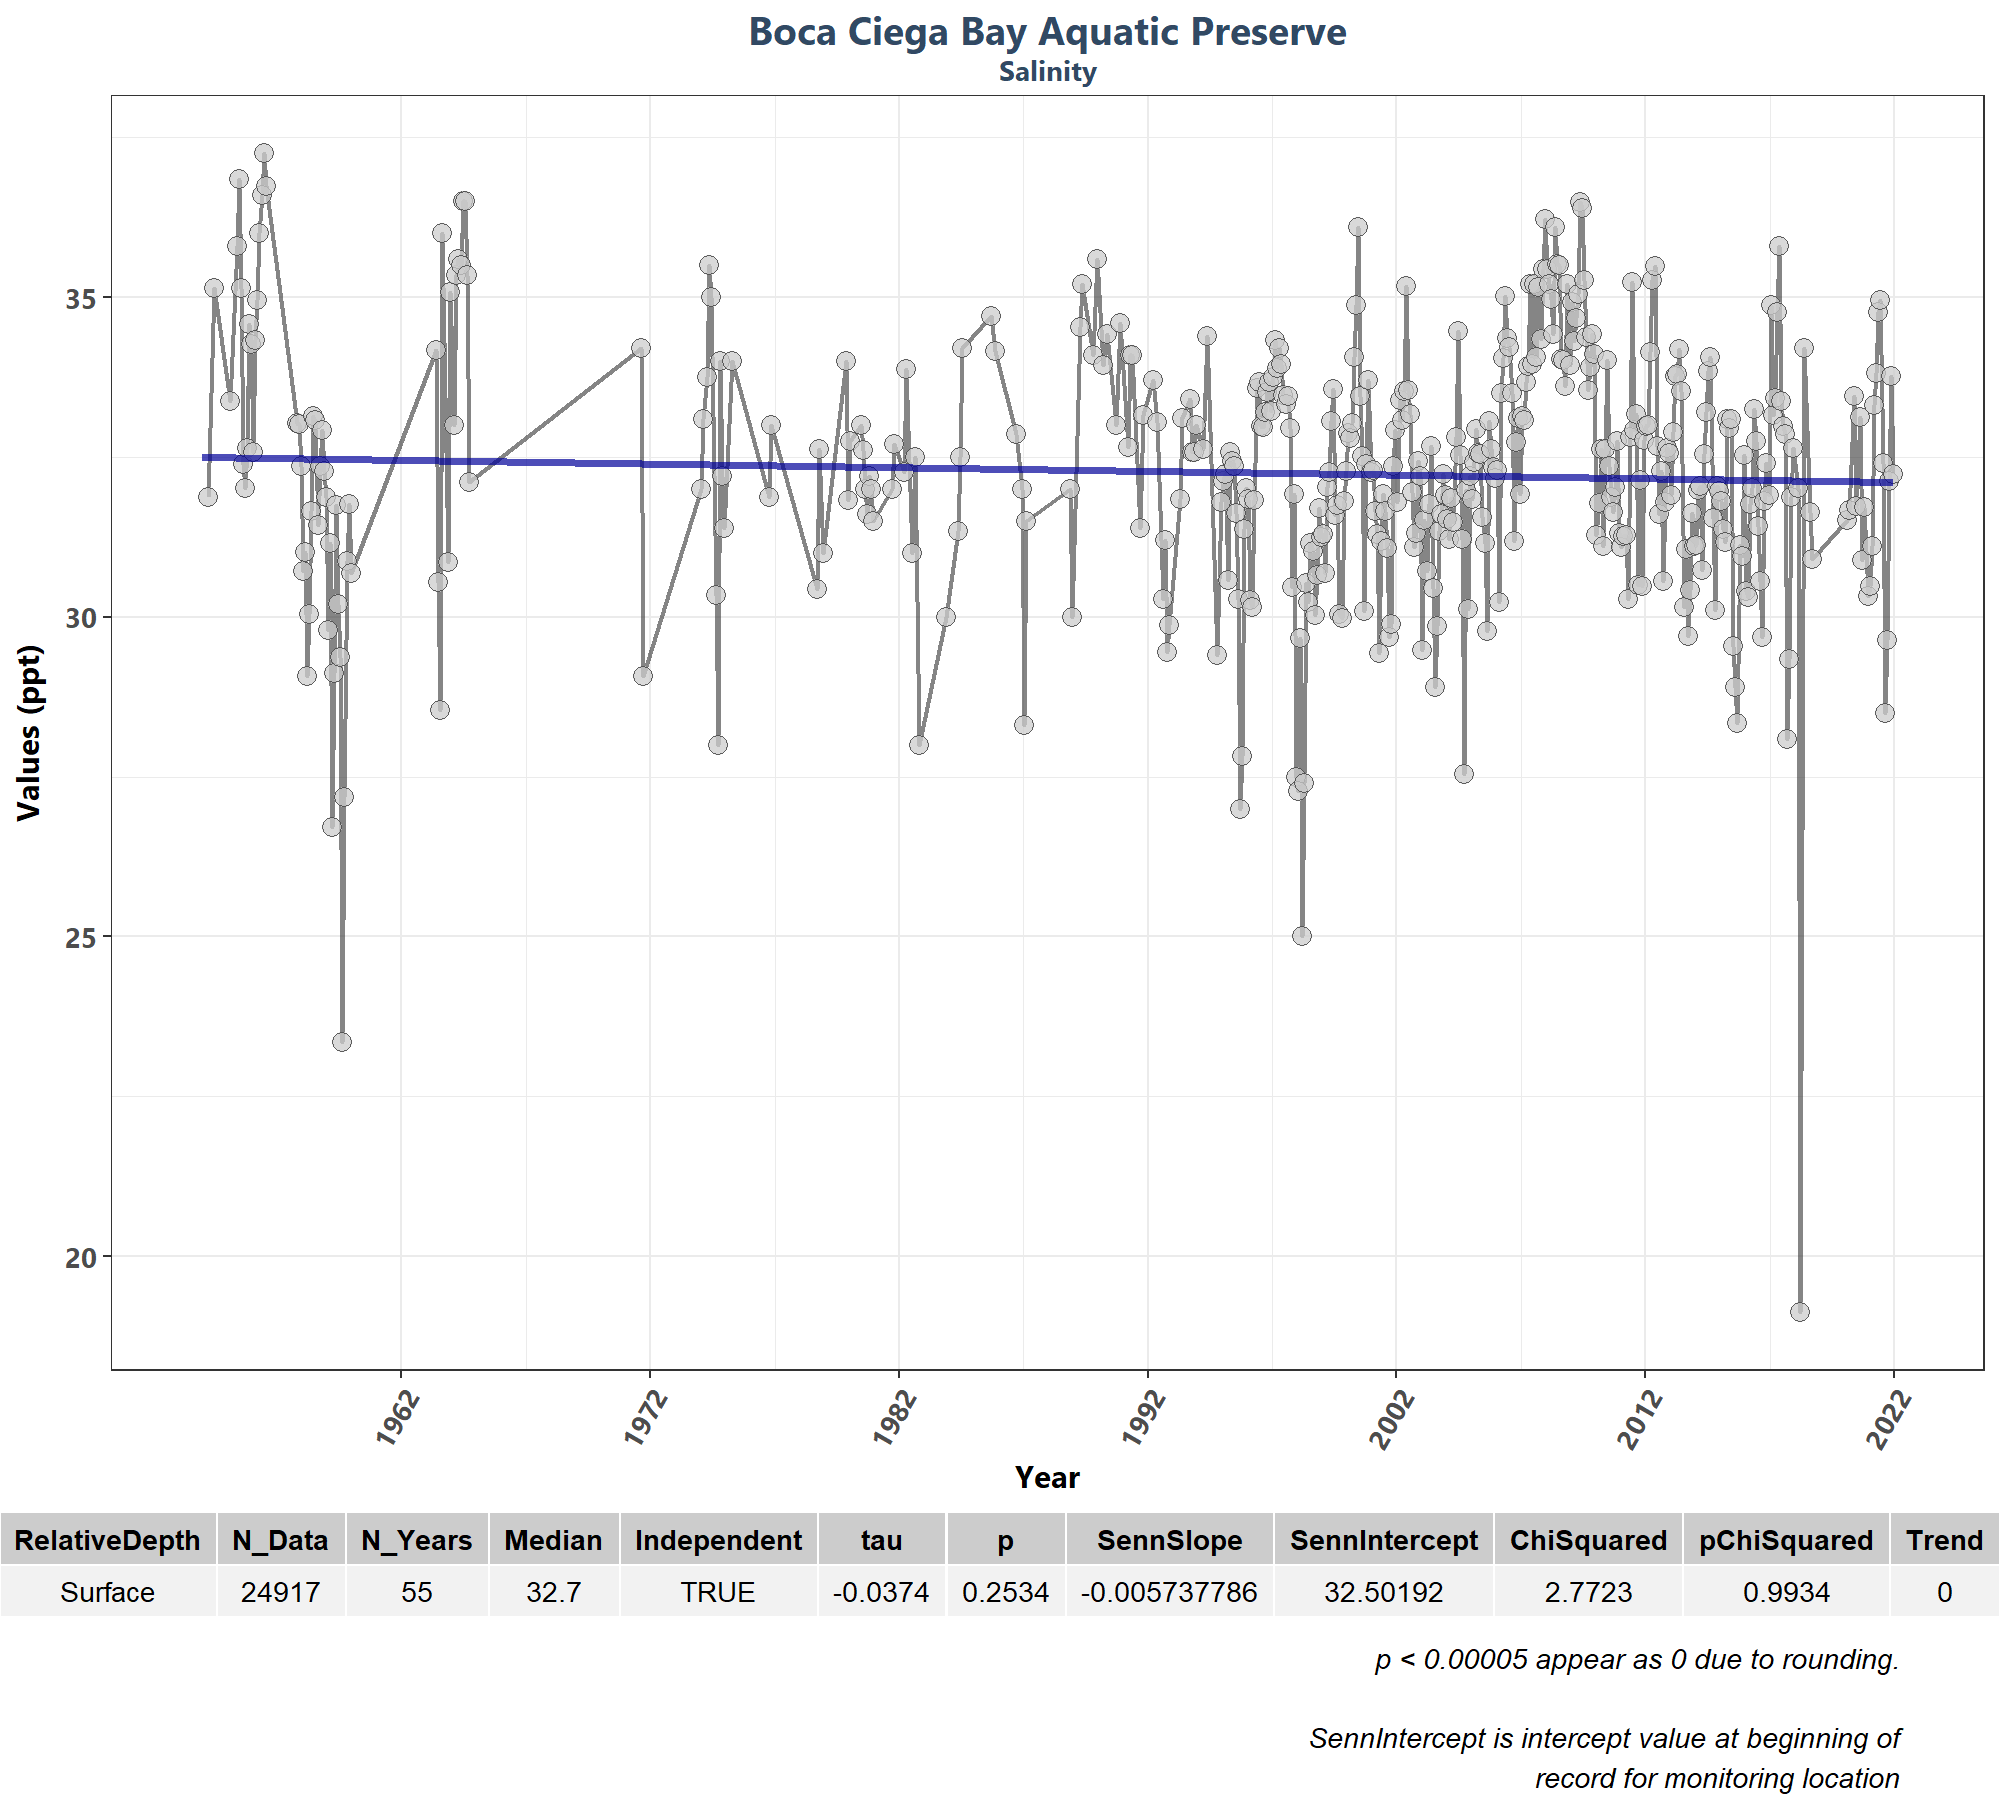 Boca Ciega Bay Aquatic Preserve
Salinity
Values (ppt)
35
30
25
20
1962 1972 1982 1992 2002 2012 2022
Year
RelativeDepth N_Data N_Years Median Independent tau p SennSlope SennIntercept ChiSquared pChiSquared Trend
Surface 24917 55 32.7 TRUE -0.0374 0.2534 -0.005737786 32.50192 2.7723 0.9934 0
p < 0.00005 appear as 0 due to rounding.
SennIntercept is intercept value at beginning of
record for monitoring location